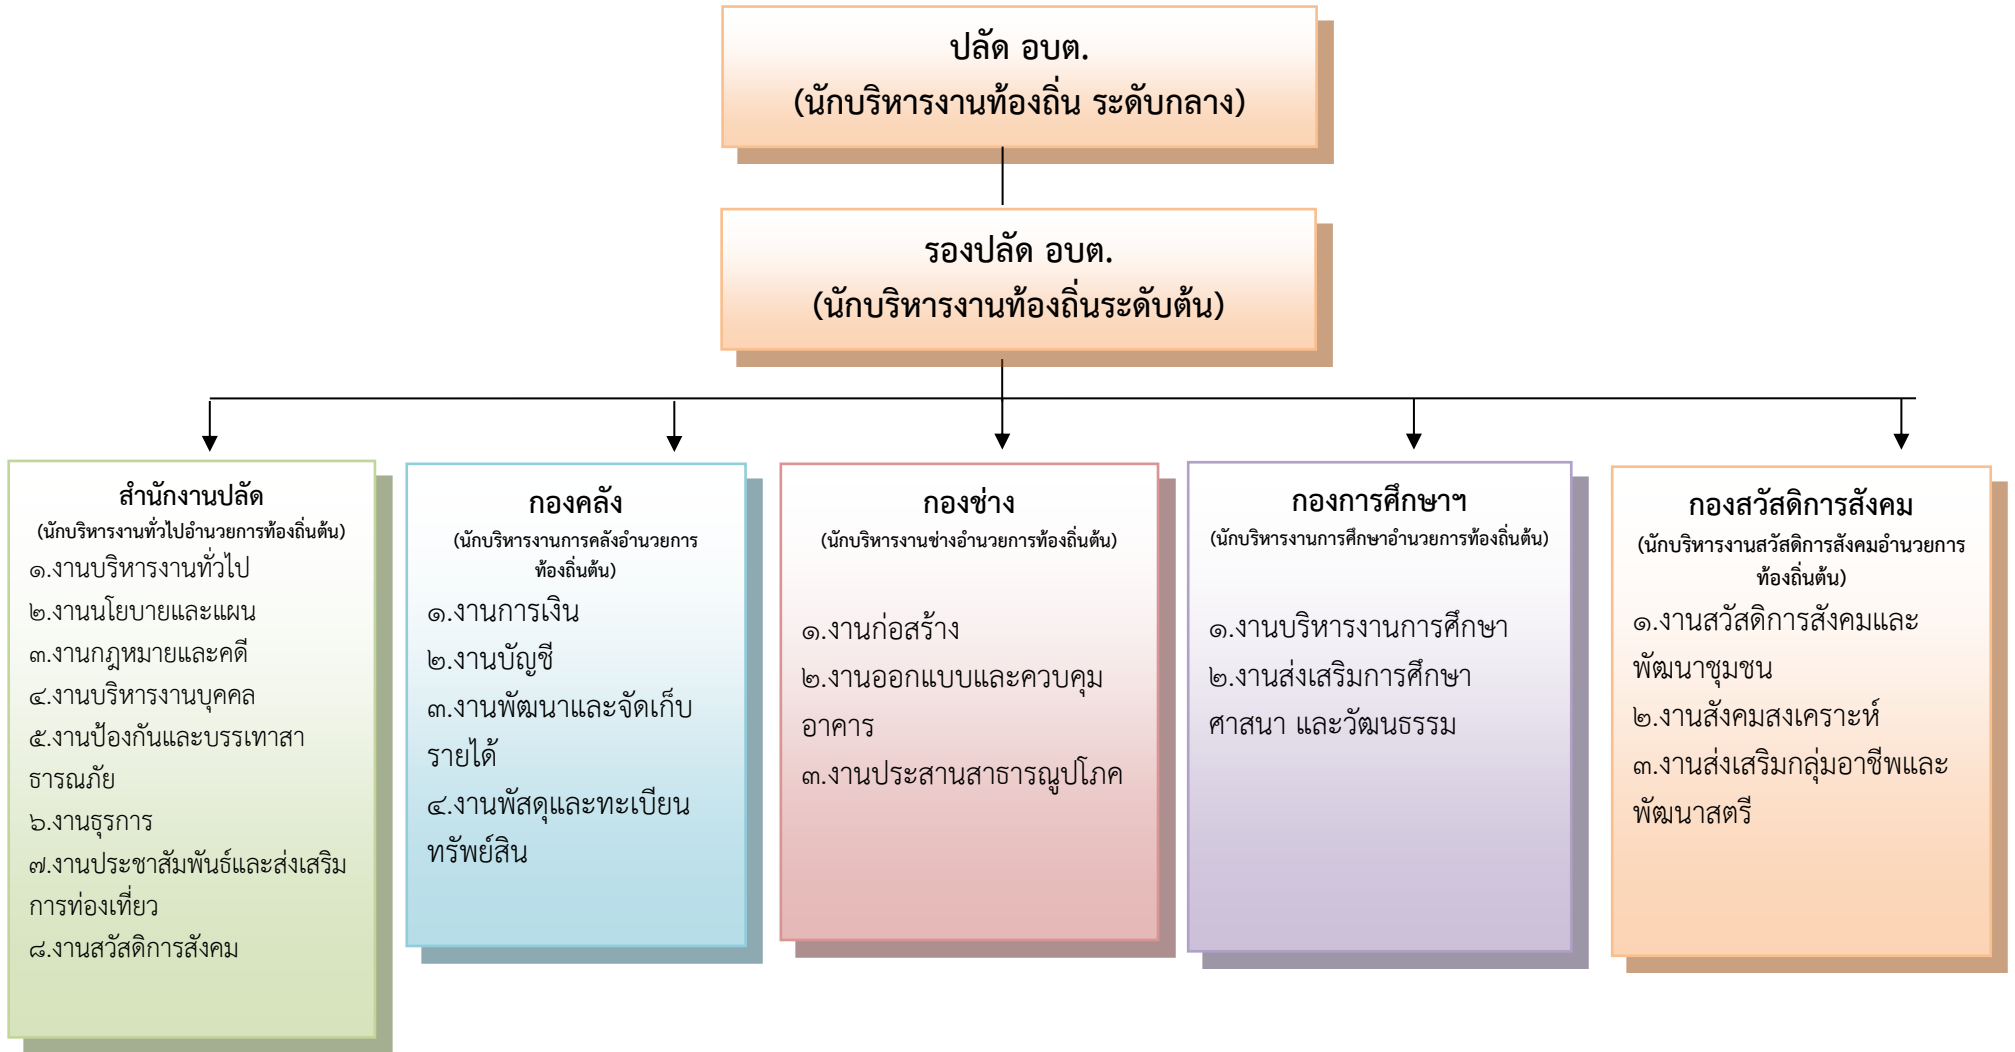 ปลัด อบต.
(นักบริหารงานท้องถิ่น ระดับกลาง)
รองปลัด อบต.
(นักบริหารงานท้องถิ่นระดับต้น)
สำนักงานปลัด
(นักบริหารงานทั่วไปอำนวยการท้องถิ่นต้น)
๑.งานบริหารงานทั่วไป
๒.งานนโยบายและแผน
๓.งานกฎหมายและคดี
๔.งานบริหารงานบุคคล
๕.งานป้องกันและบรรเทาสา
ธารณภัย
๖.งานธุรการ
๗.งานประชาสัมพันธ์และส่งเสริม
การท่องเที่ยว
๘.งานสวัสดิการสังคม
กองคลัง
(นักบริหารงานการคลังอำนวยการ
ท้องถิ่นต้น)
๑.งานการเงิน
๒.งานบัญชี
๓.งานพัฒนาและจัดเก็บ
รายได้
๔.งานพัสดุและทะเบียน
ทรัพย์สิน
กองช่าง
(นักบริหารงานช่างอำนวยการท้องถิ่นต้น)
๑.งานก่อสร้าง
๒.งานออกแบบและควบคุม
อาคาร
๓.งานประสานสาธารณูปโภค
กองการศึกษาฯ
(นักบริหารงานการศึกษาอำนวยการท้องถิ่นต้น)
๑.งานบริหารงานการศึกษา
๒.งานส่งเสริมการศึกษา
ศาสนา และวัฒนธรรม
กองสวัสดิการสังคม
(นักบริหารงานสวัสดิการสังคมอำนวยการ
ท้องถิ่นต้น)
๑.งานสวัสดิการสังคมและ
พัฒนาชุมชน
๒.งานสังคมสงเคราะห์
๓.งานส่งเสริมกลุ่มอาชีพและ
พัฒนาสตรี